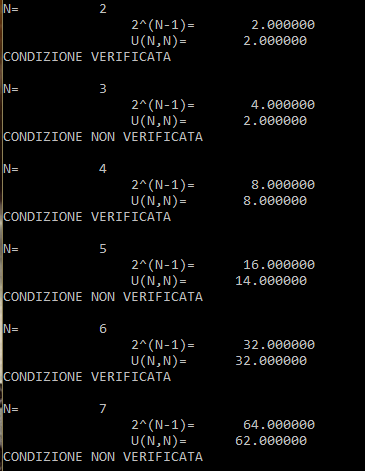 N= 2
2^(N-1)= 2.000000
U(N,N)= 2.000000
CONDIZIONE VERIFICATA
N= 3
2^(N-1)= 4.000000
U(N,N)= 2.000000
CONDIZIONE NON VERIFICATA
N= 4
2^(N-1)= 8.000000
U(N,N)= 8.000000
CONDIZIONE VERIFICATA
N= 5
2^(N-1)= 16.000000
U(N,N)= 14.000000
CONDIZIONE NON VERIFICATA
N= 6
2^(N-1)= 32.000000
U(N,N)= 32.000000
CONDIZIONE VERIFICATA
N= 7
2^(N-1)= 64.000000
U(N,N)= 62.000000
CONDIZIONE NON VERIFICATA